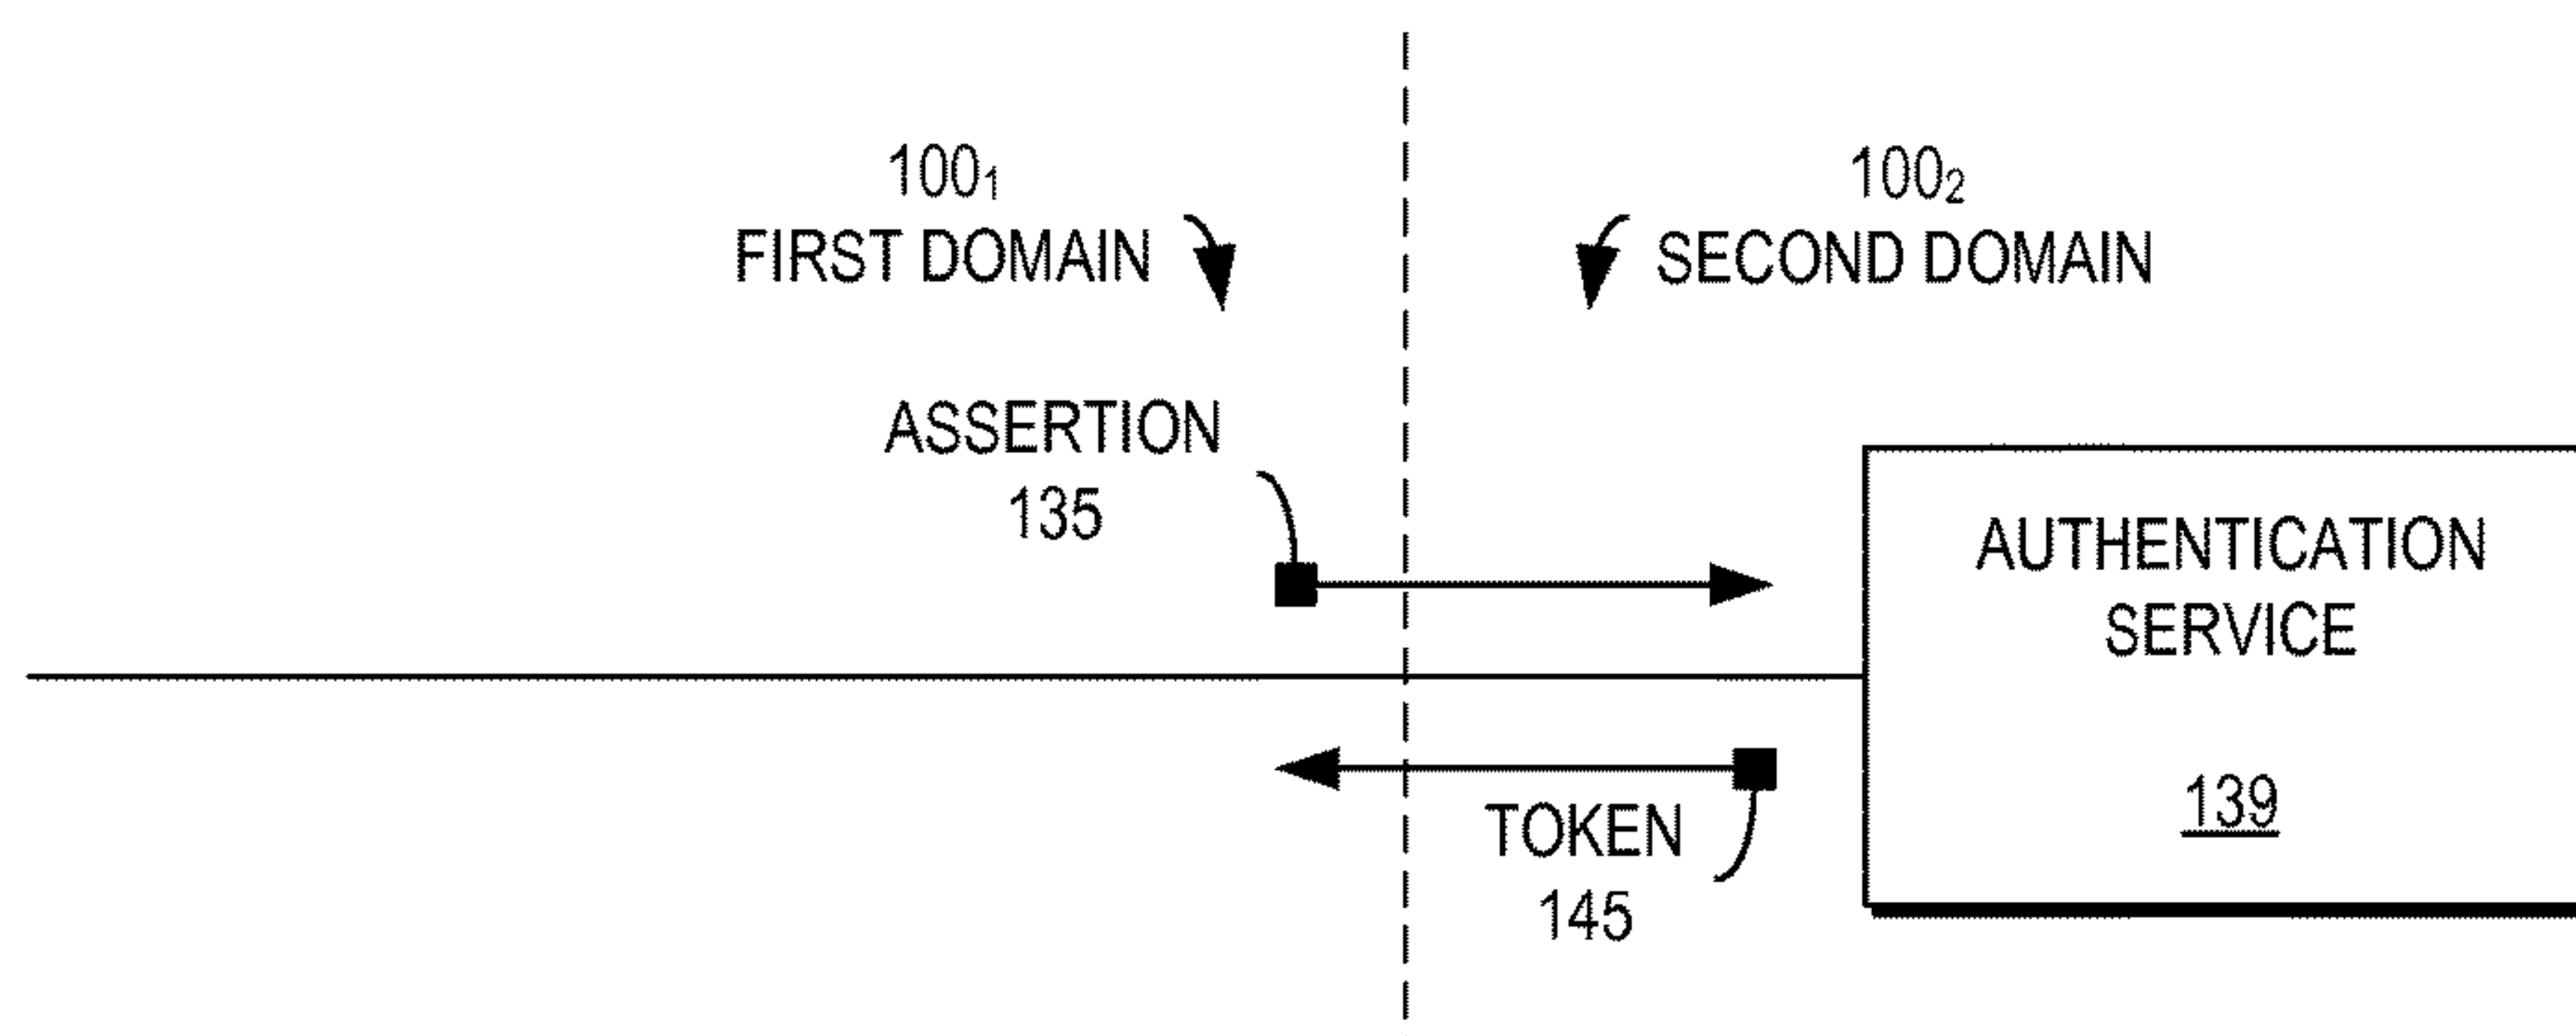 100₁
FIRST DOMAIN
100₂
SECOND DOMAIN
ASSERTION
135
AUTHENTICATION
SERVICE
139
TOKEN
145